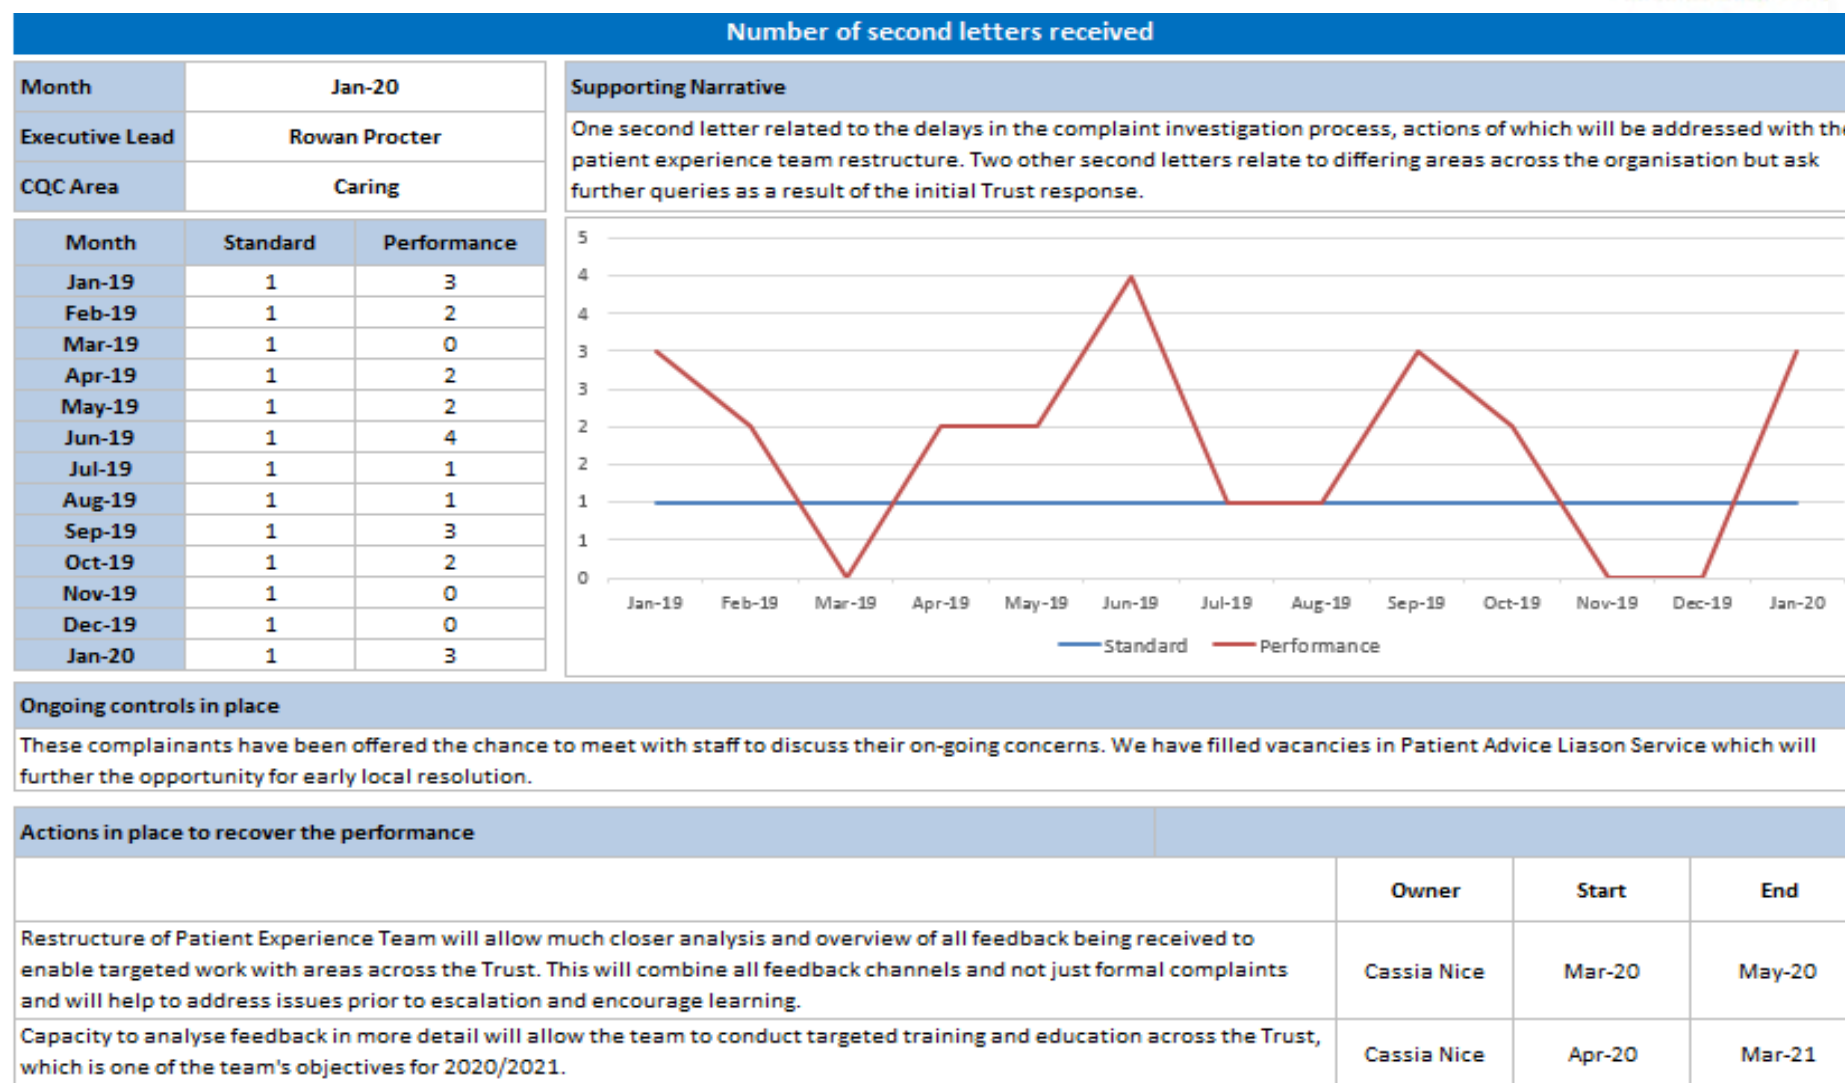 Number of second letters received
Month Jan-20
Executive Lead Rowan Procter
CQC Area Caring
Supporting Narrative
One second letter related to the delays in the complaint investigation process, actions of which will be addressed with the
patient experience team restructure. Two other second letters relate to differing areas across the organisation but ask
further queries as a result of the initial Trust response.
Month Standard Performance
Jan-19 1 3
Feb-19 1 2
Mar-19 1 0
Apr-19 1 2
May-19 1 2
Jun-19 1 4
Jul-19 1 1
Aug-19 1 1
Sep-19 1 3
Oct-19 1 2
Nov-19 1 0
Dec-19 1 0
Jan-20 1 3
5
4
4
3
3
2
2
1
1
0
Jan-19 Feb-19 Mar-19 Apr-19 May-19 Jun-19 Jul-19 Aug-19 Sep-19 Oct-19 Nov-19 Dec-19 Jan-20
Standard Performance
Ongoing controls in place
These complainants have been offered the chance to meet with staff to discuss their on-going concerns. We have filled vacancies in Patient Advice Liason Service which will
further the opportunity for early local resolution.
Actions in place to recover the performance
Owner Start End
Restructure of Patient Experience Team will allow much closer analysis and overview of all feedback being received to
enable targeted work with areas across the Trust. This will combine all feedback channels and not just formal complaints
and will help to address issues prior to escalation and encourage learning.
Cassia Nice Mar-20 May-20
Capacity to analyse feedback in more detail will allow the team to conduct targeted training and education across the Trust,
which is one of the team's objectives for 2020/2021.
Cassia Nice Apr-20 Mar-21